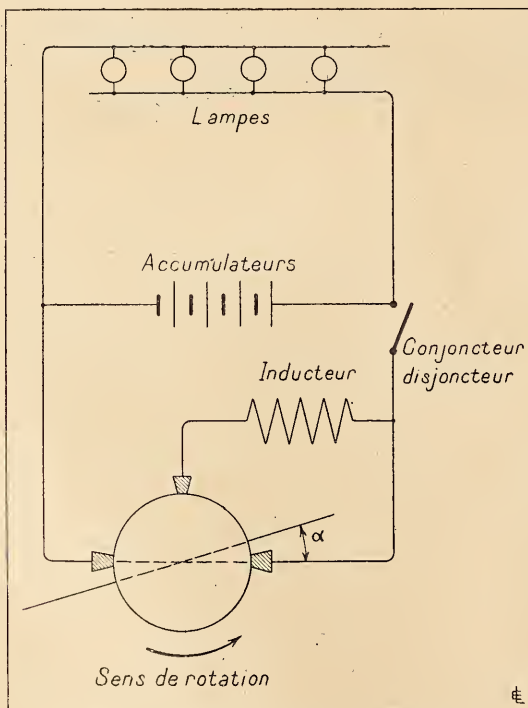 Lampes
Accumulateurs
Conjoncteur
disjoncteur
Inducteur
α
Sens de rotation